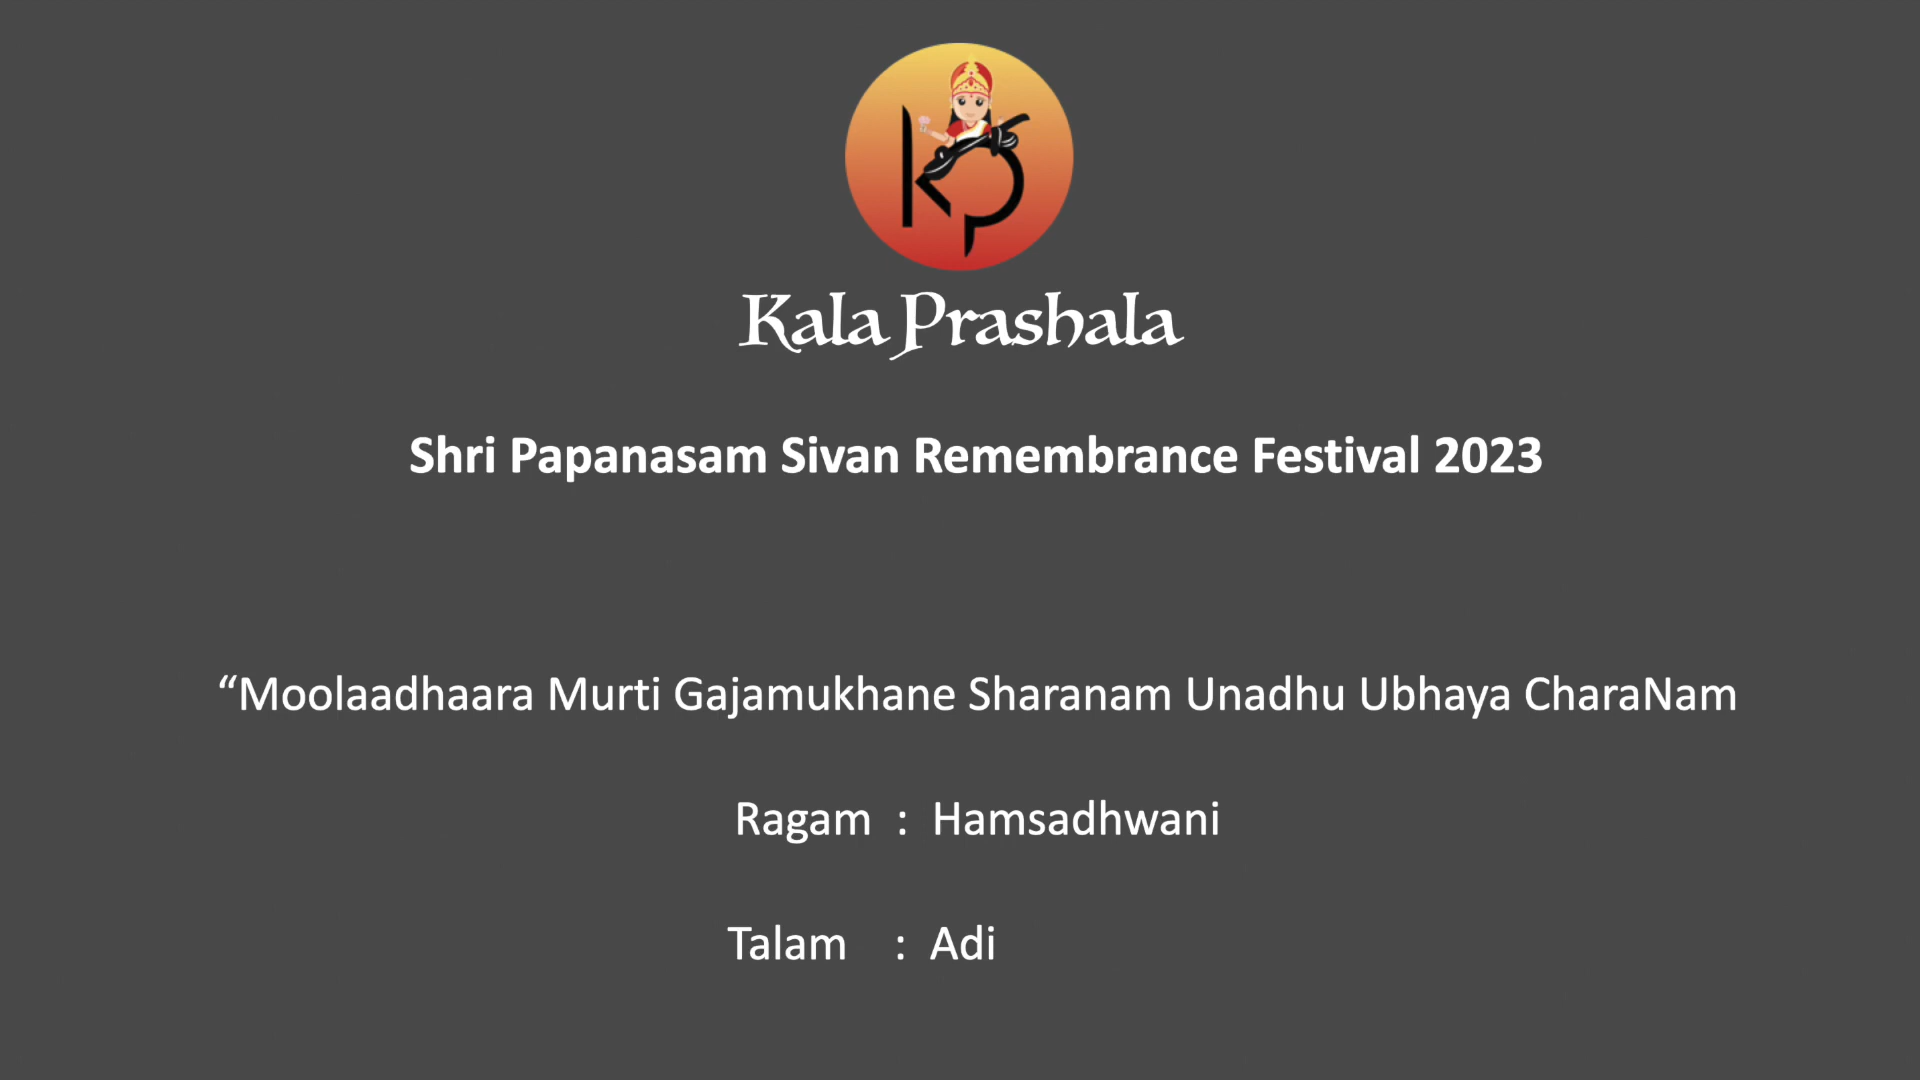 kp
Kala Prashala
Shri Papanasam Sivan Remembrance Festival 2023
“Moolaadhaara Murti Gajamukhane Sharanam Unadhu Ubhaya CharaNam
Ragam : Hamsadhwani
Talam : Adi